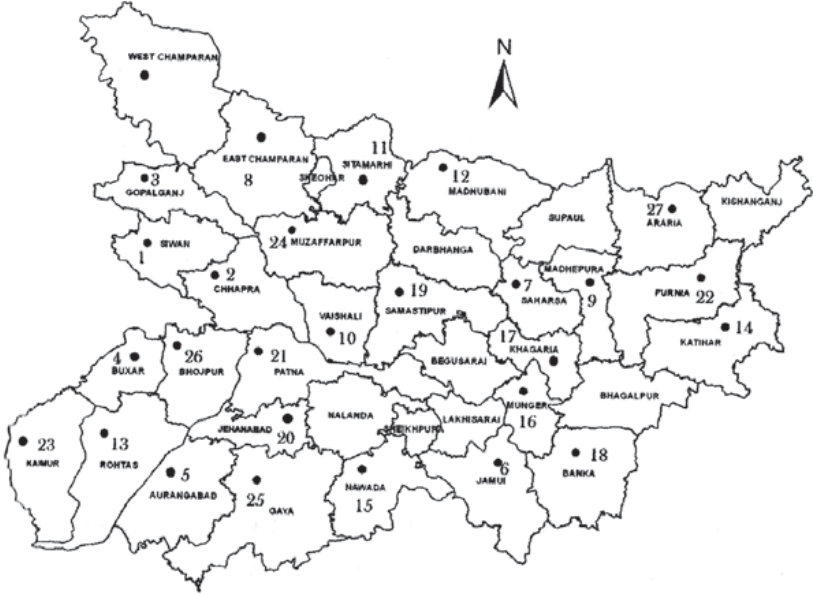 WEST CHAMPARAN
N
EAST CHAMPARAN
8
11
SITAMARHI
SHEOHAR
12
MADHUBANI
3
GOPALGANJ
KISHANGANJ
27
ARARIA
SUPAUL
24
MUZAFFARPUR
SIWAN
1
DARBHANGA
2
CHHAPRA
MADHEPURA
7
SAHARSA
9
PURNIA
22
19
SAMASTIPUR
VAISHALI
10
14
KATIHAR
17
KHAGARIA
4
BUXAR
26
BHOJPUR
21
PATNA
BEGUSARAI
MUNGER
16
BHAGALPUR
NALANDA
JEHANABAD
20
SHEIKHPURA
LAKHISARAI
23
KAIMUR
13
ROHTAS
18
BANKA
6
JAMUI
5
AURANGABAD
25
GAYA
NAWADA
15